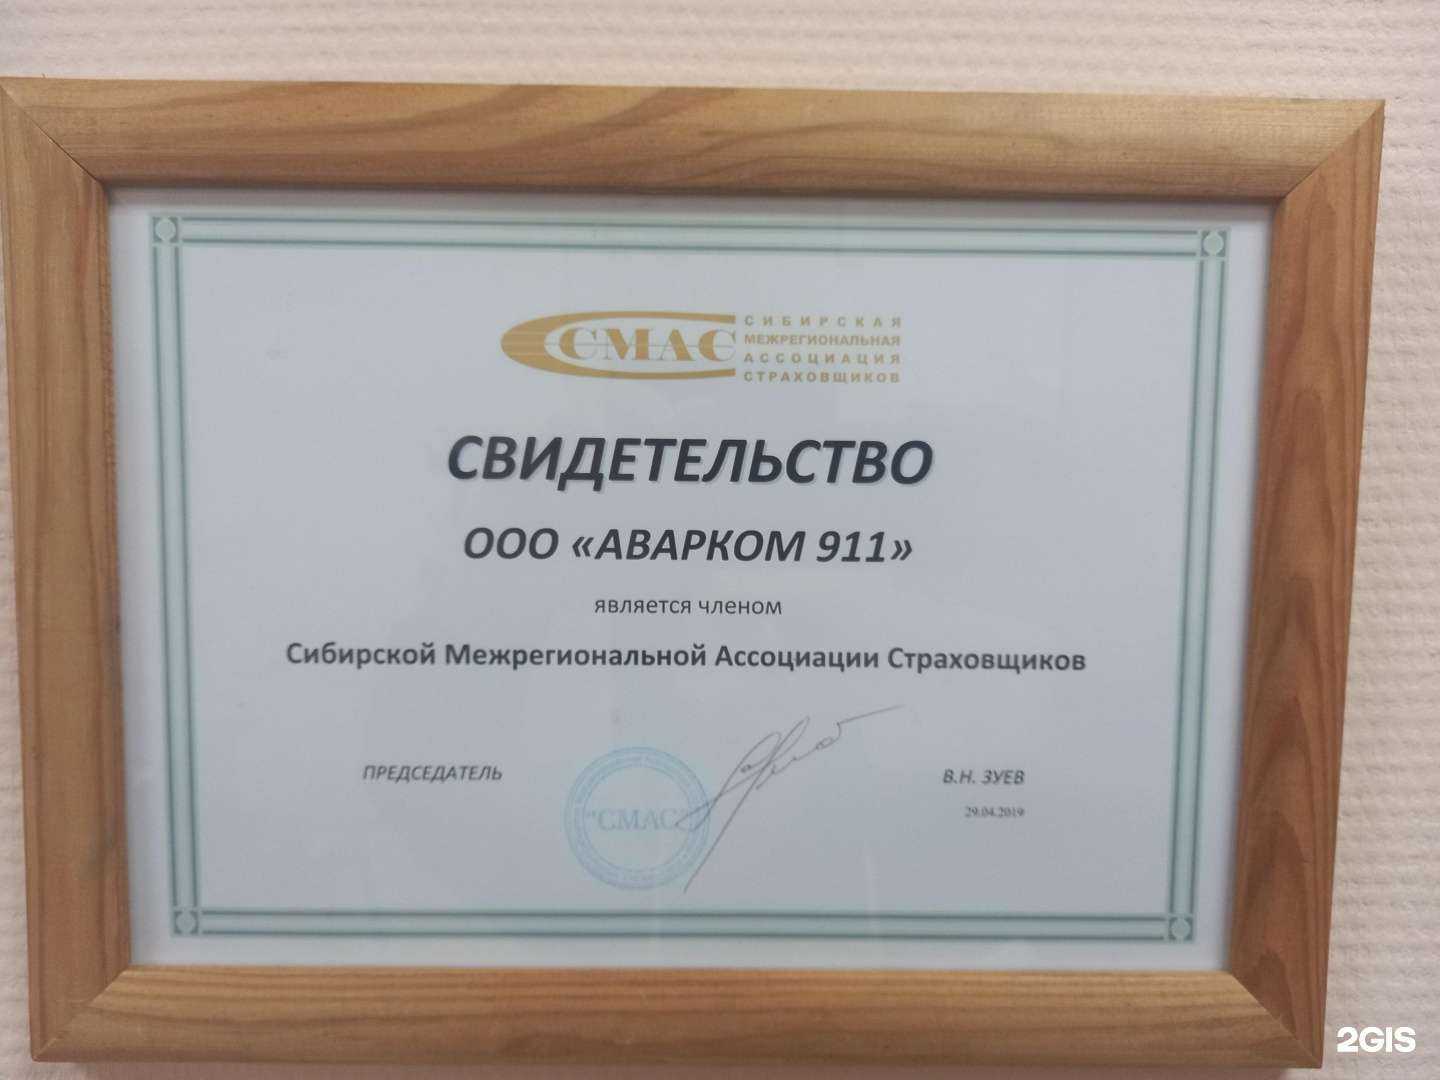 СМАС
СИБИРСКАЯ
МЕЖРЕГИОНАЛЬНАЯ
АССОЦИАЦИЯ
СТРАХОВЩИКОВ
СВИДЕТЕЛЬСТВО
ООО «АВАРКОМ 911»
является членом
Сибирской Межрегиональной Ассоциации Страховщиков
ПРЕДСЕДАТЕЛЬ
"СМАС"
В.Н. ЗУЕВ
29.04.2019
2GIS